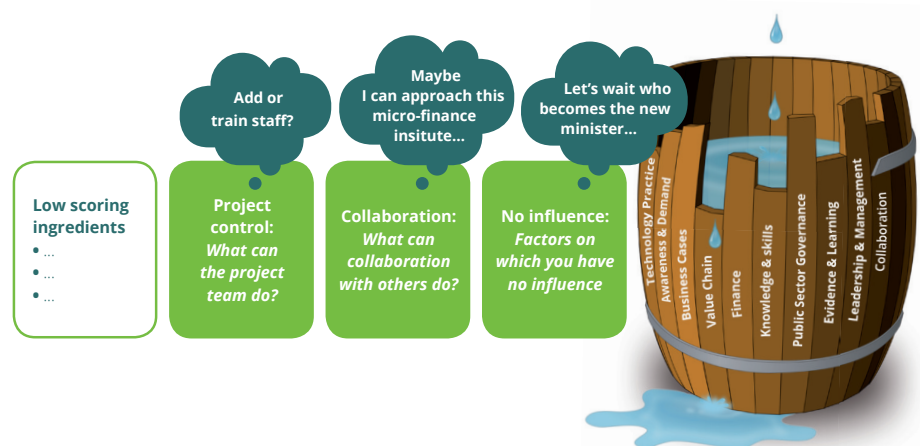 Add or
train staff?
Maybe
I can approach this
micro-finance
insitute...
Let's wait who
becomes the new
minister...
Low scoring
ingredients
• ...
• ...
• ...
Project
control:
What can
the project
team do?
Collaboration:
What can
collaboration
with others do?
No influence:
Factors on
which you have
no influence
Technology Practice
Awareness & Demand
Business Cases
Value Chain
Finance
Knowledge & skills
Public Sector Governance
Evidence & Learning
Leadership & Management
Collaboration